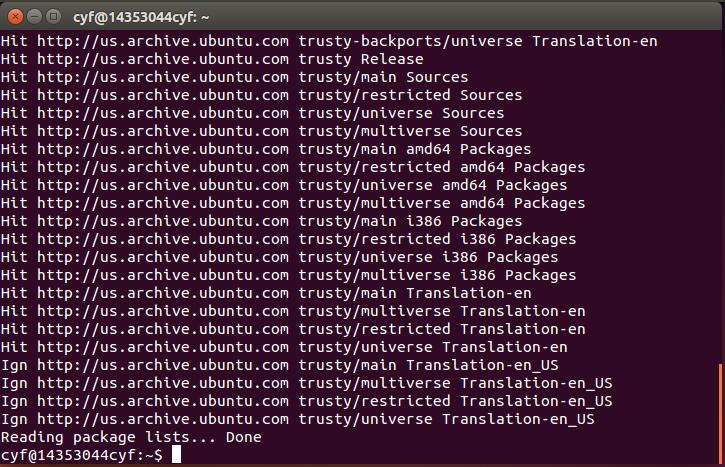 cyf@14353044cyf: ~
Hit http://us.archive.ubuntu.com trusty-backports/universe Translation-en
Hit http://us.archive.ubuntu.com trusty Release
Hit http://us.archive.ubuntu.com trusty/main Sources
Hit http://us.archive.ubuntu.com trusty/restricted Sources
Hit http://us.archive.ubuntu.com trusty/universe Sources
Hit http://us.archive.ubuntu.com trusty/multiverse Sources
Hit http://us.archive.ubuntu.com trusty/main amd64 Packages
Hit http://us.archive.ubuntu.com trusty/restricted amd64 Packages
Hit http://us.archive.ubuntu.com trusty/universe amd64 Packages
Hit http://us.archive.ubuntu.com trusty/multiverse amd64 Packages
Hit http://us.archive.ubuntu.com trusty/main i386 Packages
Hit http://us.archive.ubuntu.com trusty/restricted i386 Packages
Hit http://us.archive.ubuntu.com trusty/universe i386 Packages
Hit http://us.archive.ubuntu.com trusty/multiverse i386 Packages
Hit http://us.archive.ubuntu.com trusty/main Translation-en
Hit http://us.archive.ubuntu.com trusty/multiverse Translation-en
Hit http://us.archive.ubuntu.com trusty/restricted Translation-en
Hit http://us.archive.ubuntu.com trusty/universe Translation-en
Ign http://us.archive.ubuntu.com trusty/main Translation-en_US
Ign http://us.archive.ubuntu.com trusty/multiverse Translation-en_US
Ign http://us.archive.ubuntu.com trusty/restricted Translation-en_US
Ign http://us.archive.ubuntu.com trusty/universe Translation-en_US
Reading package lists... Done
cyf@14353044cyf:~$